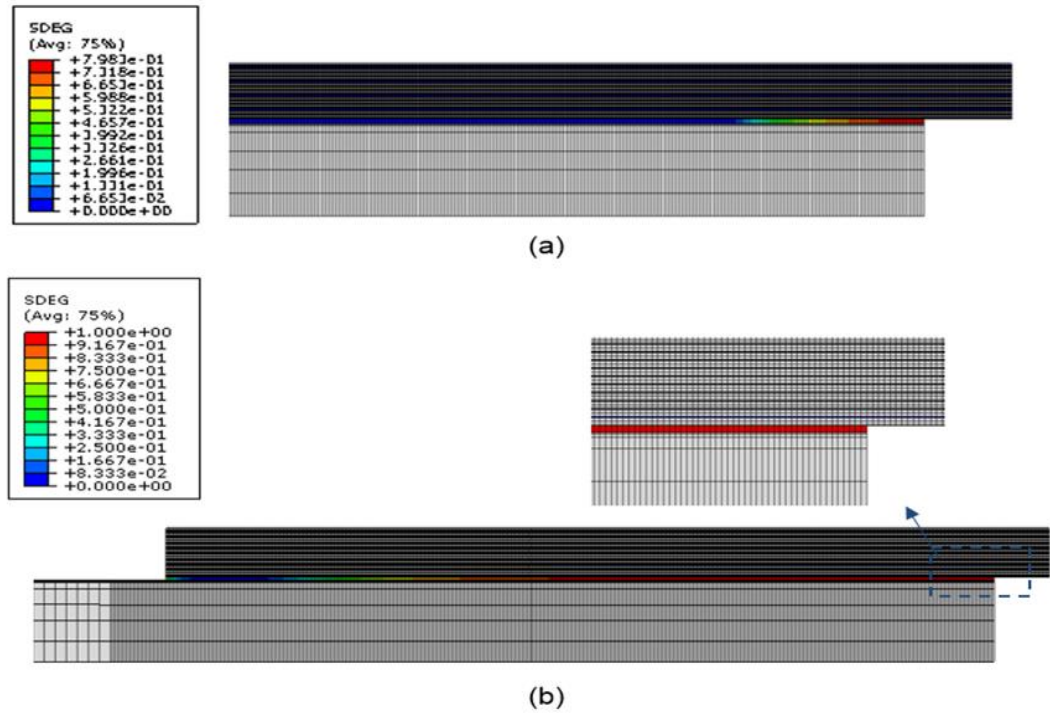 SDEG
(Avg: 75%)
+7.983e-01
+7.318e-01
+6.653e-01
+5.988e-01
+5.322e-01
+4.657e-01
+3.992e-01
+3.326e-01
+2.661e-01
+1.996e-01
+1.331e-01
+6.653e-02
+0.000e+00
(a)
SDEG
(Avg: 75%)
+1.000e+00
+9.167e-01
+8.333e-01
+7.500e-01
+6.667e-01
+5.833e-01
+5.000e-01
+4.167e-01
+3.333e-01
+2.500e-01
+1.667e-01
+8.333e-02
+0.000e+00
(b)